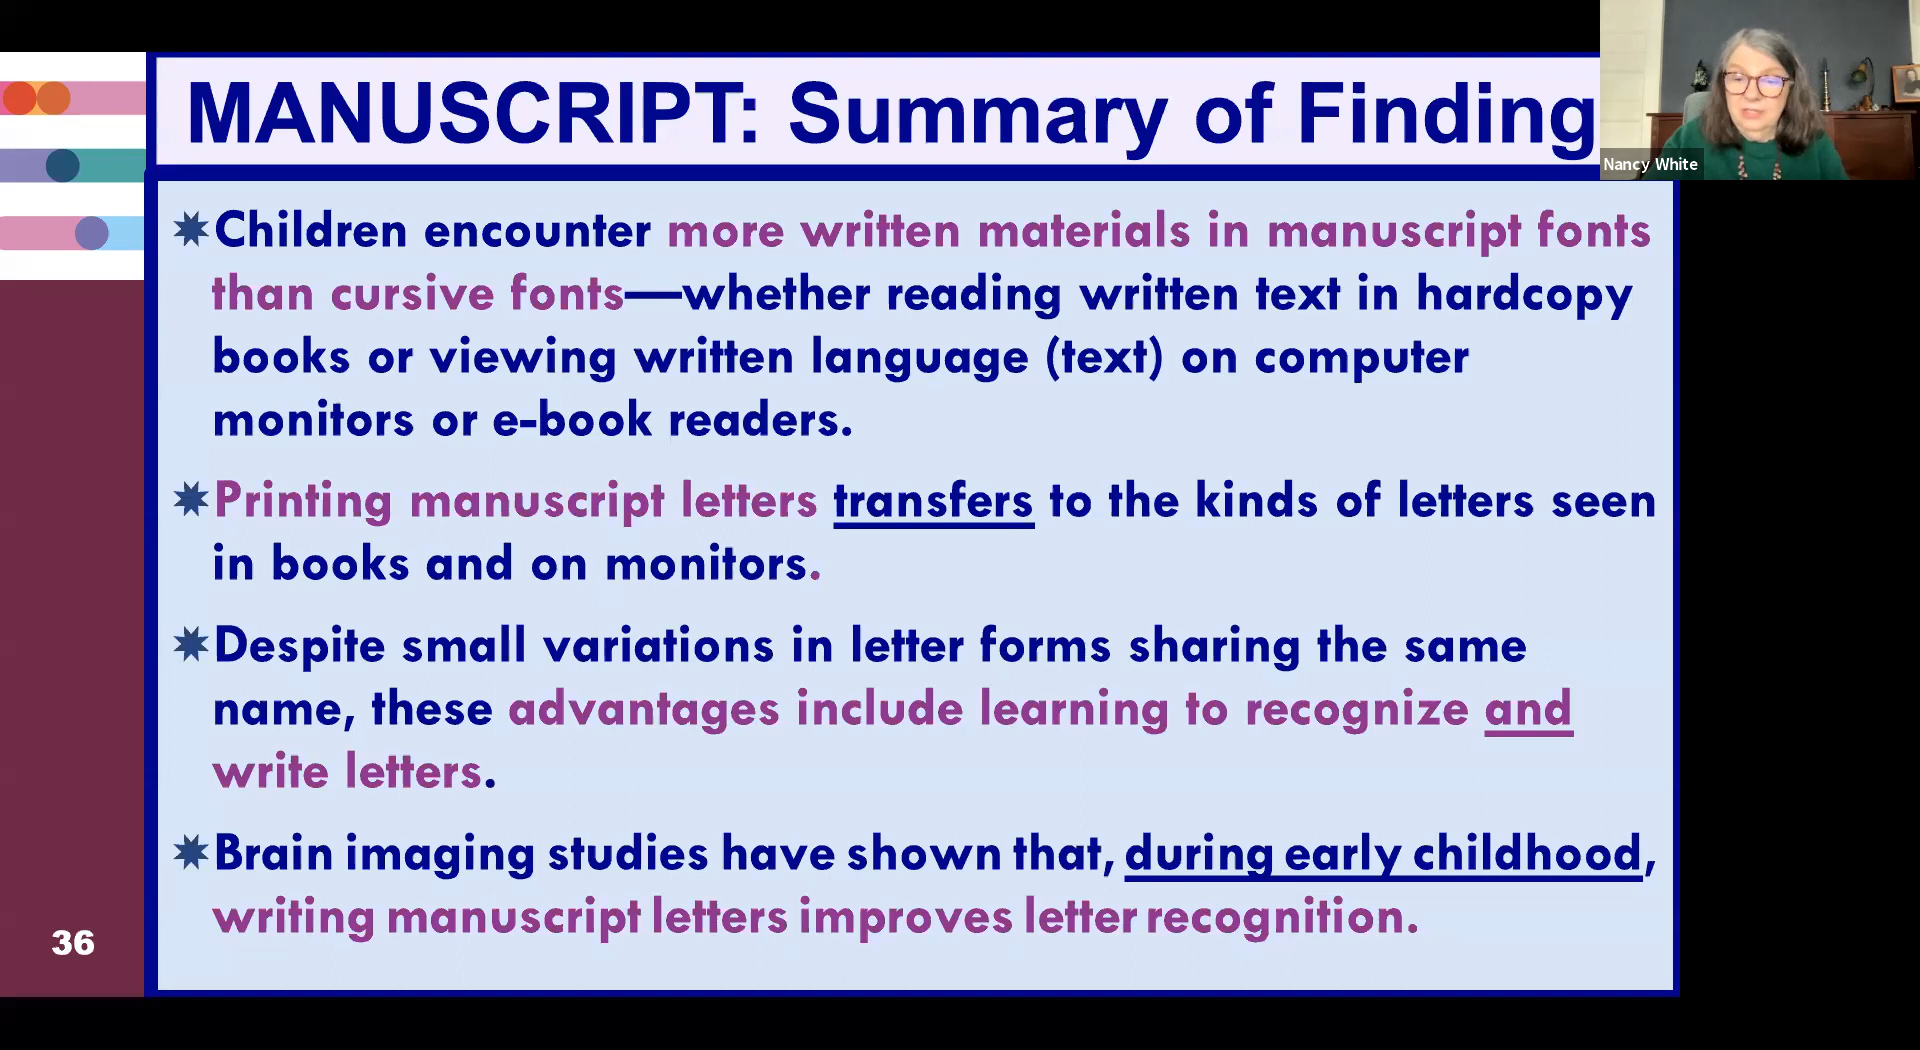 MANUSCRIPT: Summary of Finding
Nancy White
✷Children encounter more written materials in manuscript fonts
than cursive fonts—whether reading written text in hardcopy
books or viewing written language (text) on computer
monitors or e-book readers.
✷Printing manuscript letters transfers to the kinds of letters seen
in books and on monitors.
✷Despite small variations in letter forms sharing the same
name, these advantages include learning to recognize and
write letters.
✷Brain imaging studies have shown that, during early childhood,
writing manuscript letters improves letter recognition.
36